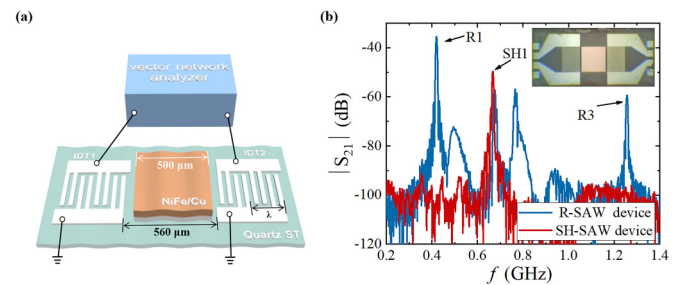 (a)
vector network
analyzer
IDT1
IDT2
500 μm
NiFe/Cu
λ
560 μm
Quartz ST
(b)
R1
SH1
R3
-40
-60
-80
-100
-120
| S21 | (dB)
R-SAW device
SH-SAW device
0.2 0.4 0.6 0.8 1.0 1.2 1.4
f (GHz)